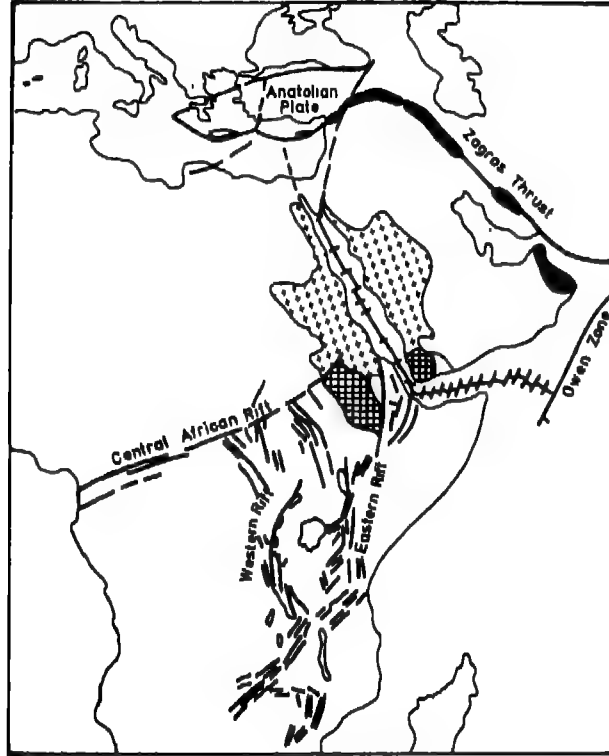 Anatolian
Plate
Zagros Thrust
Owen Zone
Central African Rift
Western Rift
Eastern Rift